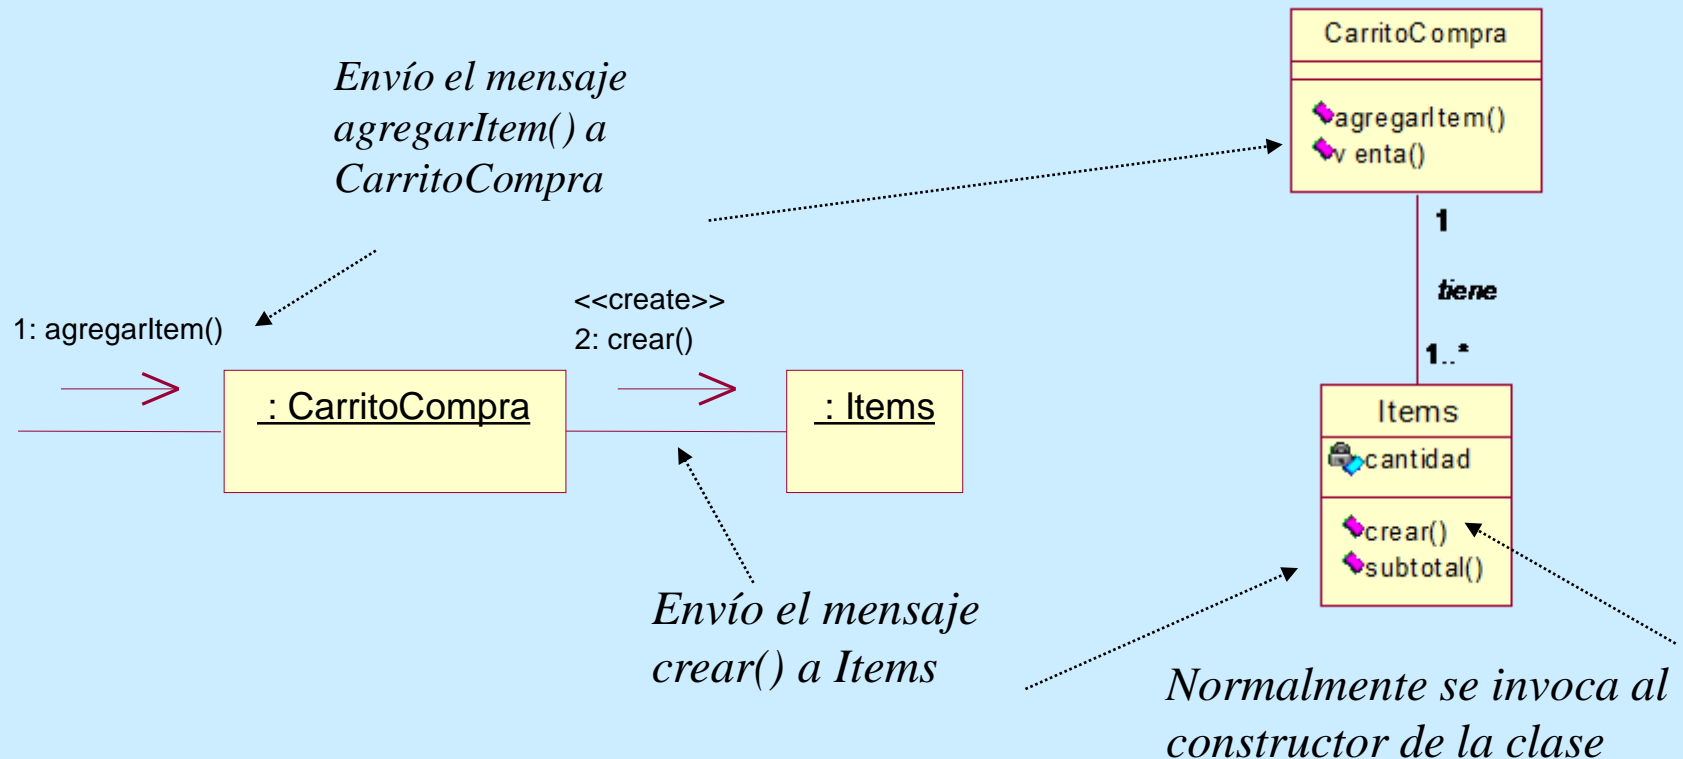 Envío el mensaje
agregarItem() a
CarritoCompra
1: agregarItem()
<<create>>
2: crear()
: CarritoCompra
: Items
Envío el mensaje
crear() a Items
CarritoCompra
agregarItem()
venta()
1
tiene
1..*
Items
cantidad
crear()
subtotal()
Normalmente se invoca al
constructor de la clase